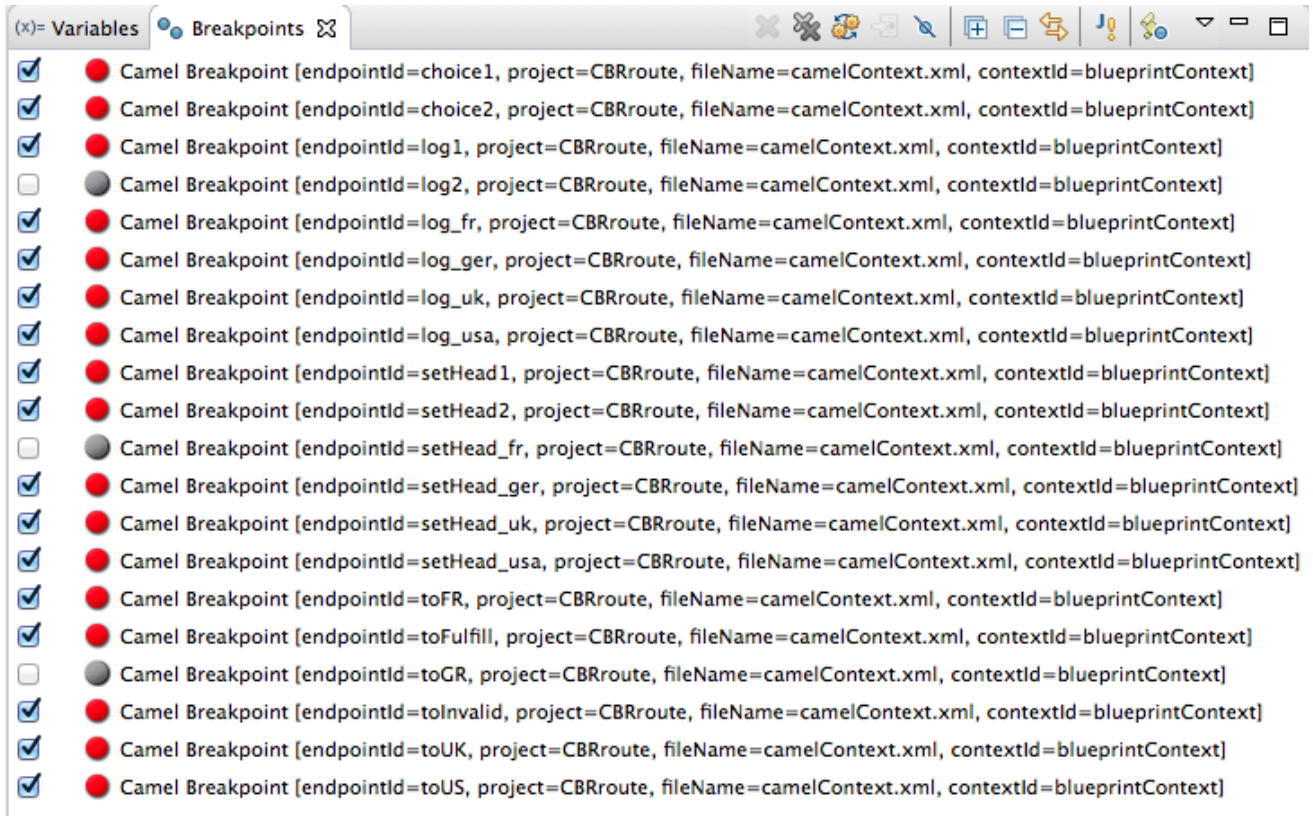 (x)= Variables Breakpoints
Camel Breakpoint [endpointId=choice1, project=CBRroute, fileName=camelContext.xml, contextId=blueprintContext]
Camel Breakpoint [endpointId=choice2, project=CBRroute, fileName=camelContext.xml, contextId=blueprintContext]
Camel Breakpoint [endpointId=log1, project=CBRroute, fileName=camelContext.xml, contextId=blueprintContext]
Camel Breakpoint [endpointId=log2, project=CBRroute, fileName=camelContext.xml, contextId=blueprintContext]
Camel Breakpoint [endpointId=log_fr, project=CBRroute, fileName=camelContext.xml, contextId=blueprintContext]
Camel Breakpoint [endpointId=log_ger, project=CBRroute, fileName=camelContext.xml, contextId=blueprintContext]
Camel Breakpoint [endpointId=log_uk, project=CBRroute, fileName=camelContext.xml, contextId=blueprintContext]
Camel Breakpoint [endpointId=log_usa, project=CBRroute, fileName=camelContext.xml, contextId=blueprintContext]
Camel Breakpoint [endpointId=setHead1, project=CBRroute, fileName=camelContext.xml, contextId=blueprintContext]
Camel Breakpoint [endpointId=setHead2, project=CBRroute, fileName=camelContext.xml, contextId=blueprintContext]
Camel Breakpoint [endpointId=setHead_fr, project=CBRroute, fileName=camelContext.xml, contextId=blueprintContext]
Camel Breakpoint [endpointId=setHead_ger, project=CBRroute, fileName=camelContext.xml, contextId=blueprintContext]
Camel Breakpoint [endpointId=setHead_uk, project=CBRroute, fileName=camelContext.xml, contextId=blueprintContext]
Camel Breakpoint [endpointId=setHead_usa, project=CBRroute, fileName=camelContext.xml, contextId=blueprintContext]
Camel Breakpoint [endpointId=toFR, project=CBRroute, fileName=camelContext.xml, contextId=blueprintContext]
Camel Breakpoint [endpointId=toFulfill, project=CBRroute, fileName=camelContext.xml, contextId=blueprintContext]
Camel Breakpoint [endpointId=toGR, project=CBRroute, fileName=camelContext.xml, contextId=blueprintContext]
Camel Breakpoint [endpointId=toInvalid, project=CBRroute, fileName=camelContext.xml, contextId=blueprintContext]
Camel Breakpoint [endpointId=toUK, project=CBRroute, fileName=camelContext.xml, contextId=blueprintContext]
Camel Breakpoint [endpointId=toUS, project=CBRroute, fileName=camelContext.xml, contextId=blueprintContext]